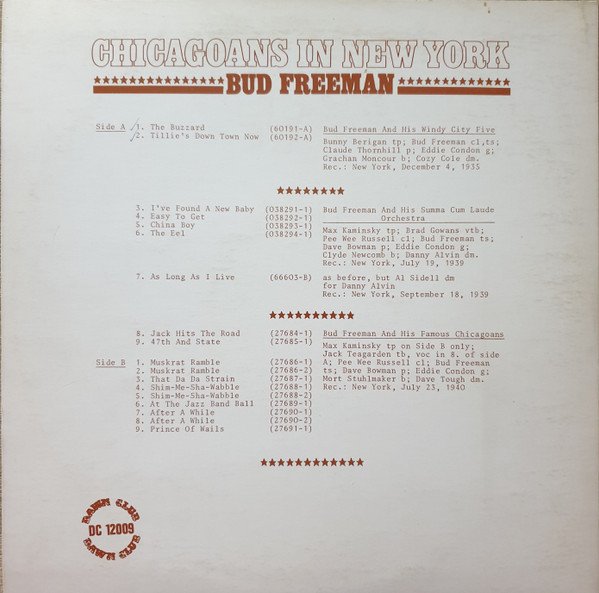 CHICAGOANS IN NEW YORK
BUD FREEMAN
Side A 1. The Buzzard (60191-A) Bud Freeman And His Windy City Five
2. Tillie's Down Town Now (60192-A) Bunny Berigan tp; Bud Freeman cl,ts;
Claude Thornhill p; Eddie Condon g;
Grachan Moncour b; Cozy Cole dm.
Rec.: New York, December 4, 1935
3. I've Found A New Baby (038291-1) Bud Freeman And His Summa Cum Laude
4. Easy To Get (038292-1) Orchestra
5. China Boy (038293-1) Max Kaminsky tp; Brad Gowans vtb;
6. The Eel (038294-1) Pee Wee Russell cl; Bud Freeman ts;
Dave Bowman p; Eddie Condon g;
Clyde Newcomb b; Danny Alvin dm.
Rec.: New York, July 19, 1939
7. As Long As I Live (66603-B) as before, but Al Sidell dm
for Danny Alvin
Rec.: New York, September 18, 1939
8. Jack Hits The Road (27684-1) Bud Freeman And His Famous Chicagoans
9. 47th And State (27685-1) Max Kaminsky tp on Side B only;
Jack Teagarden tb, voc in 8. of side
Side B 1. Muskrat Ramble (27686-1) A; Pee Wee Russell cl; Bud Freeman
2. Muskrat Ramble (27686-2) ts; Dave Bowman p; Eddie Condon g;
3. That Da Da Strain (27687-1) Mort Stuhlmaker b; Dave Tough dm.
4. Shim-Me-Sha-Wabble (27688-1) Rec.: New York, July 23, 1940
5. Shim-Me-Sha-Wabble (27688-2)
6. At The Jazz Band Ball (27689-1)
7. After A While (27690-1)
8. After A While (27690-2)
9. Prince Of Wails (27691-1)
DAWN CLUB
DC 12009
DAWN CLUB